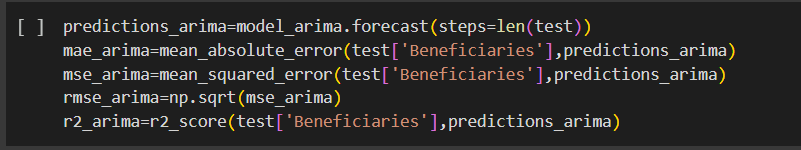 [ ] predictions_arima=model_arima.forecast(steps=len(test))
mae_arima=mean_absolute_error(test['Beneficiaries'],predictions_arima)
mse_arima=mean_squared_error(test['Beneficiaries'],predictions_arima)
rmse_arima=np.sqrt(mse_arima)
r2_arima=r2_score(test['Beneficiaries'],predictions_arima)